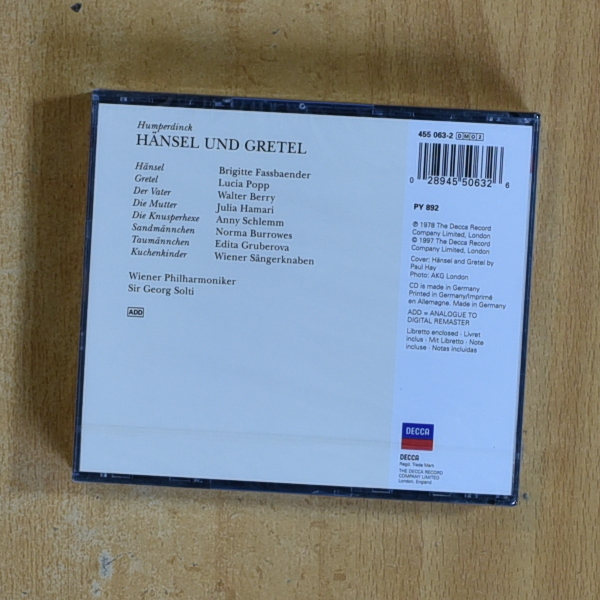 Humperdinck
HÄNSEL UND GRETEL
Hänsel Brigitte Fassbaender
Gretel Lucia Popp
Der Vater Walter Berry
Die Mutter Julia Hamari
Die Knusperhexe Anny Schlemm
Sandmännchen Norma Burrowes
Taumännchen Edita Gruberova
Kuchenkinder Wiener Sängerknaben
Wiener Philharmoniker
Sir Georg Solti
ADD
455 063-2 DMO2
0 28945 50632 6
PY 892
℗ 1978 The Decca Record
Company Limited, London
© 1997 The Decca Record
Company Limited, London
Cover: Hänsel and Gretel by
Paul Hey
Photo: AKG London
CD is made in Germany
Printed in Germany/Imprimé
en Allemagne. Made in Germany
ADD = ANALOGUE TO
DIGITAL REMASTER
Libretto enclosed · Livret
inclus · Mit Libretto · Note
incluse · Notas incluidas
DECCA
DECCA
Regd. Trade Mark
THE DECCA RECORD
COMPANY LIMITED
London, England